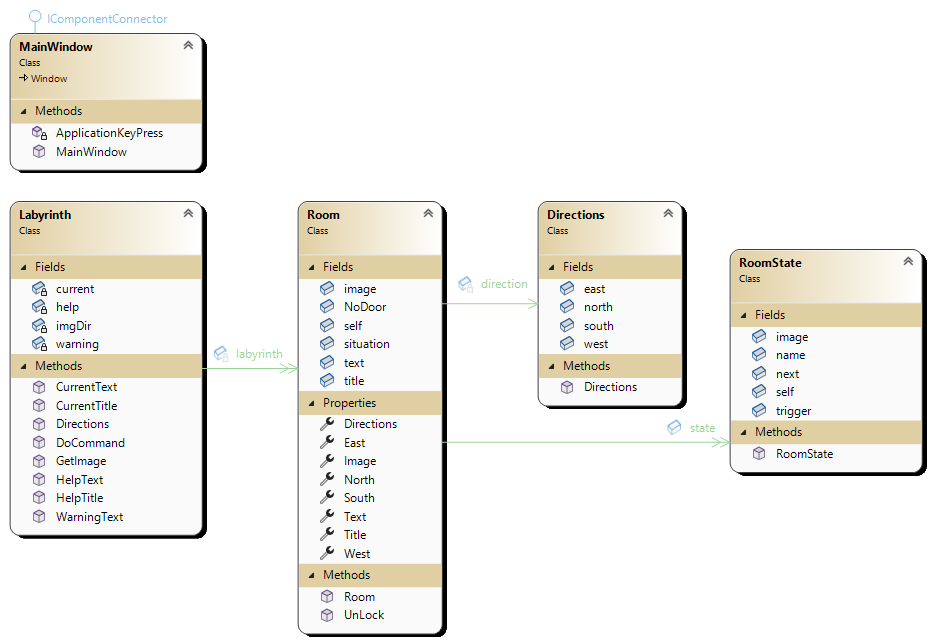 IComponentConnector
MainWindow
Class
Window
Methods
ApplicationKeyPress
MainWindow
Labyrinth
Class
Fields
current
help
imgDir
warning
Methods
CurrentText
CurrentTitle
Directions
DoCommand
GetImage
HelpText
HelpTitle
WarningText
labyrinth
Room
Class
Fields
image
NoDoor
self
situation
text
title
Properties
Directions
East
Image
North
South
Text
Title
West
Methods
Room
UnLock
direction
Directions
Class
Fields
east
north
south
west
Methods
Directions
state
RoomState
Class
Fields
image
name
next
self
trigger
Methods
RoomState